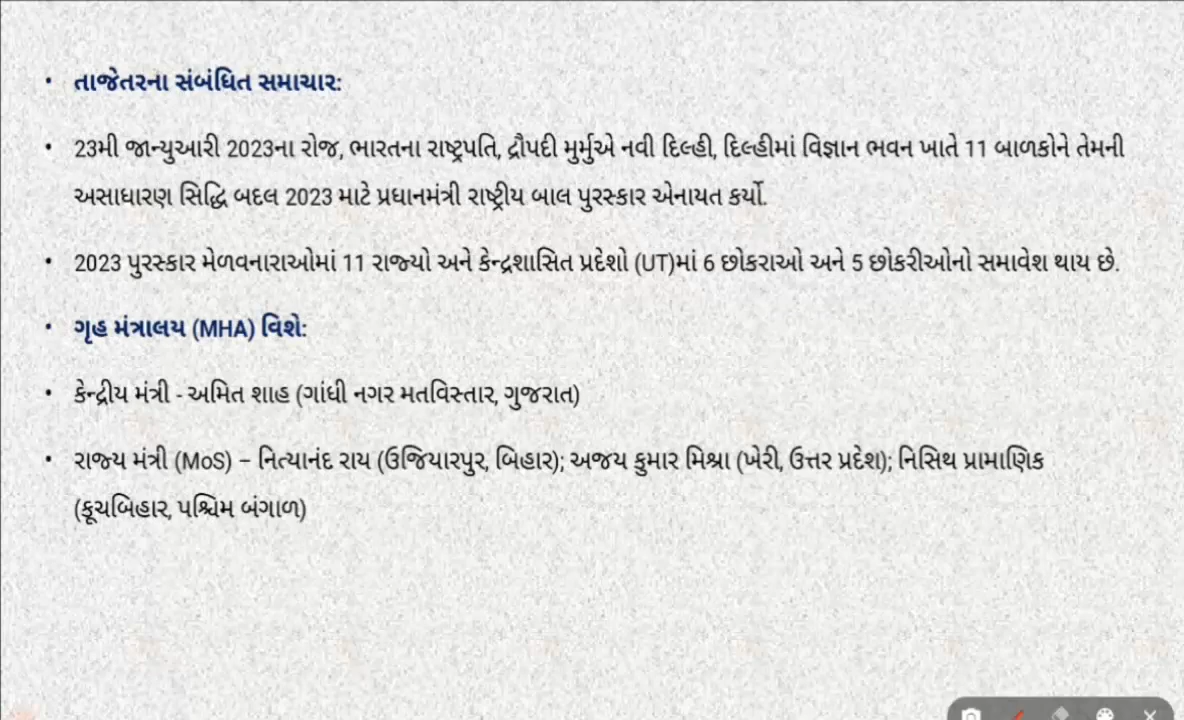 • તાજેતરના સંબંધિત સમાચાર:
• 23મી જાન્યુઆરી 2023ના રોજ, ભારતના રાષ્ટ્રપતિ, દ્રૌપદી મુર્મુએ નવી દિલ્હી, દિલ્હીમાં વિજ્ઞાન ભવન ખાતે 11 બાળકોને તેમની
અસાધારણ સિદ્ધિ બદલ 2023 માટે પ્રધાનમંત્રી રાષ્ટ્રીય બાલ પુરસ્કાર એનાયત કર્યો.
• 2023 પુરસ્કાર મેળવનારાઓમાં 11 રાજ્યો અને કેન્દ્રશાસિત પ્રદેશો (UT)માં 6 છોકરાઓ અને 5 છોકરીઓનો સમાવેશ થાય છે.
• ગૃહ મંત્રાલય (MHA) વિશે:
• કેન્દ્રીય મંત્રી - અમિત શાહ (ગાંધી નગર મતવિસ્તાર, ગુજરાત)
• રાજ્ય મંત્રી (MoS) – નિત્યાનંદ રાય (ઉજિયારપુર, બિહાર); અજય કુમાર મિશ્રા (ખેરી, ઉત્તર પ્રદેશ); નિસિથ પ્રામાણિક
(કૂચબિહાર, પશ્ચિમ બંગાળ)